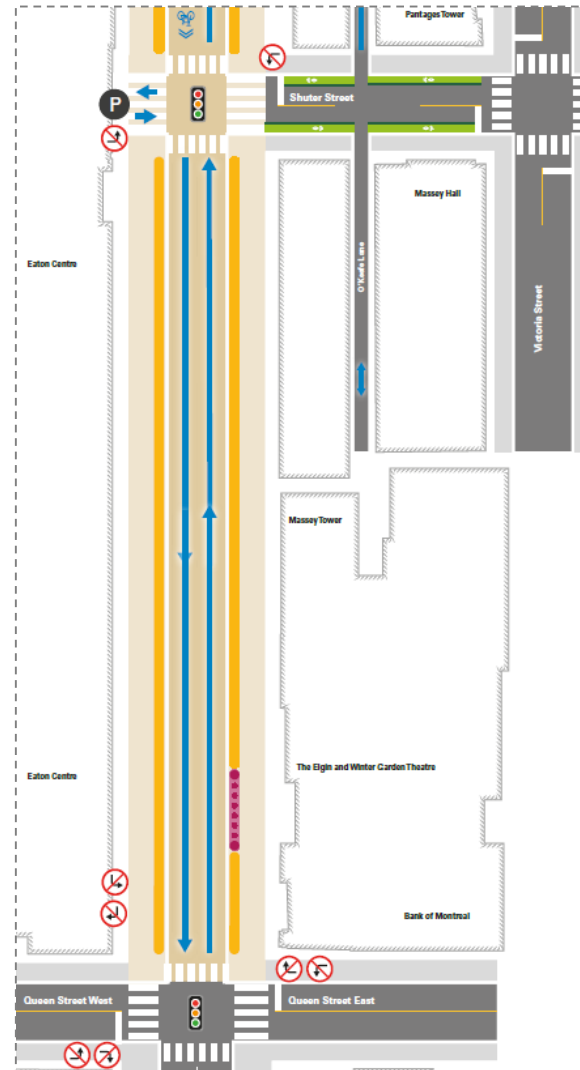 Pantages Tower
Shuter Street
P
Massey Hall
Eaton Centre
O'Keefe Lane
Victoria Street
Massey Tower
The Elgin and Winter Garden Theatre
Eaton Centre
Bank of Montreal
Queen Street West
Queen Street East